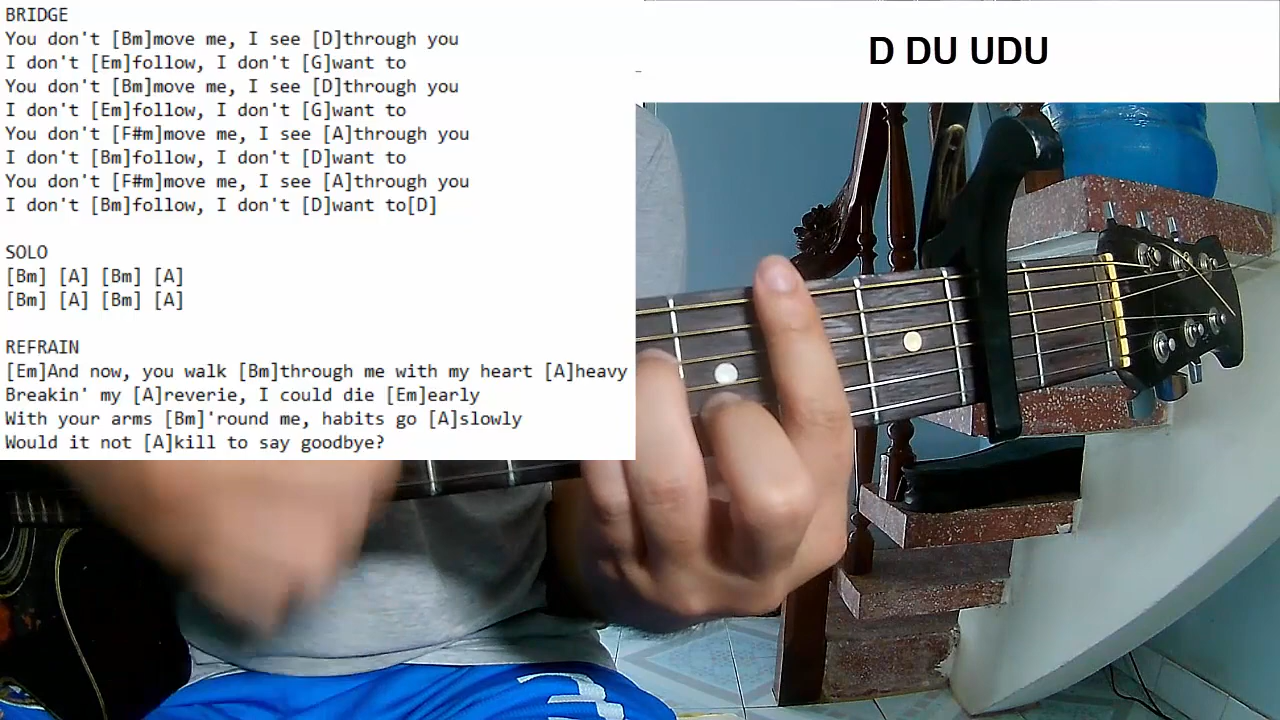 BRIDGE
You don't [Bm]move me, I see [D]through you
I don't [Em]follow, I don't [G]want to
You don't [Bm]move me, I see [D]through you
I don't [Em]follow, I don't [G]want to
You don't [F#m]move me, I see [A]through you
I don't [Bm]follow, I don't [D]want to
You don't [F#m]move me, I see [A]through you
I don't [Bm]follow, I don't [D]want to[D]
SOLO
[Bm] [A] [Bm] [A]
[Bm] [A] [Bm] [A]
REFRAIN
[Em]And now, you walk [Bm]through me with my heart [A]heavy
Breakin' my [A]reverie, I could die [Em]early
With your arms [Bm]'round me, habits go [A]slowly
Would it not [A]kill to say goodbye?
D DU UDU